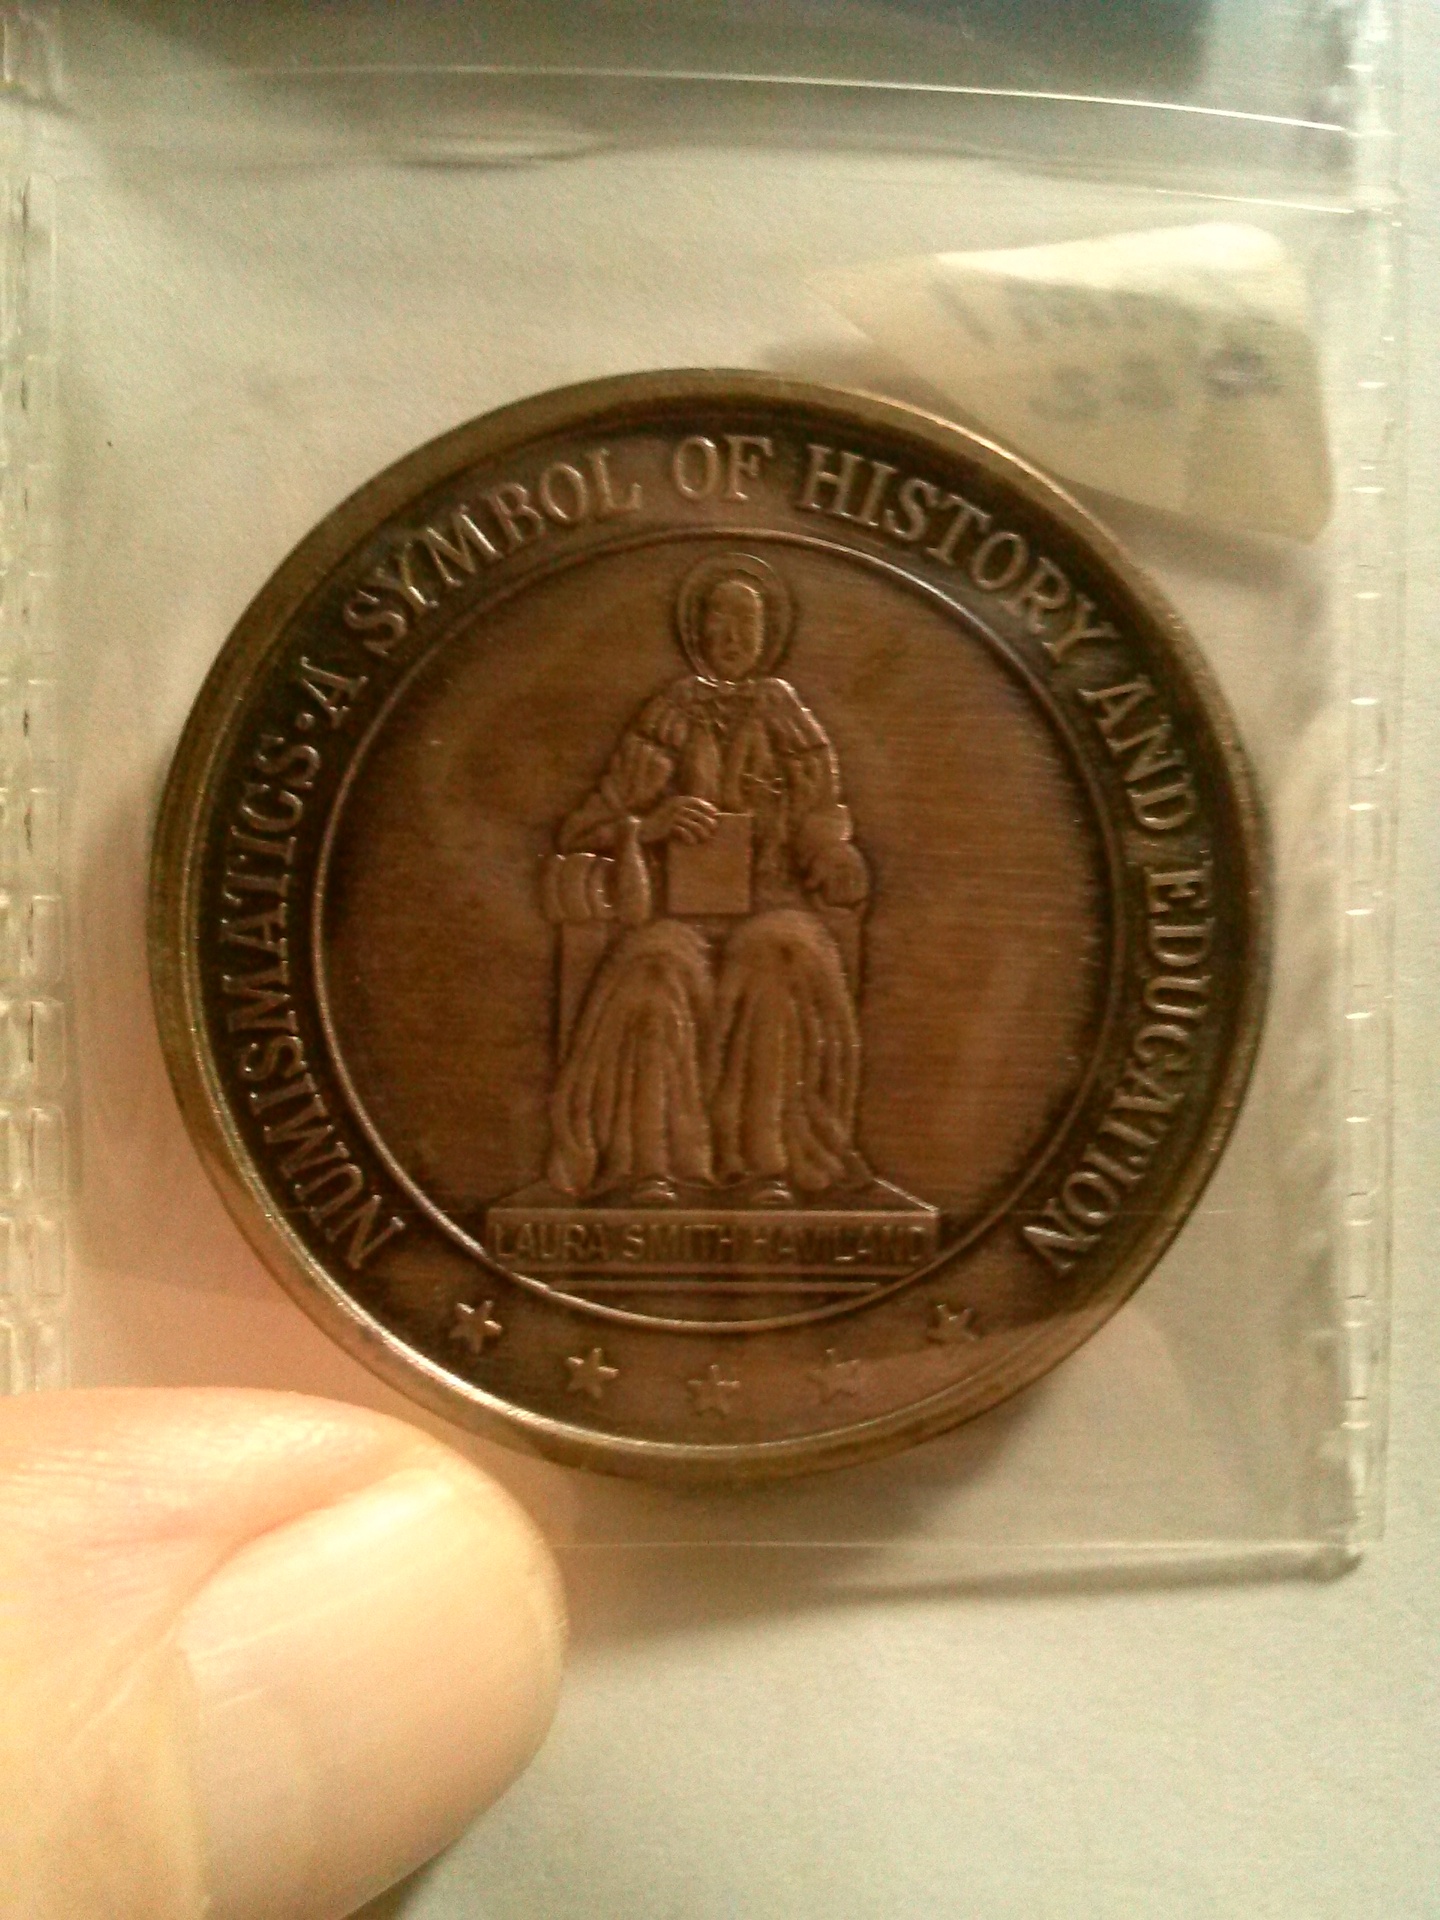 NUMISMATICS · A SYMBOL OF HISTORY AND EDUCATION
LAURA SMITH HAVILAND